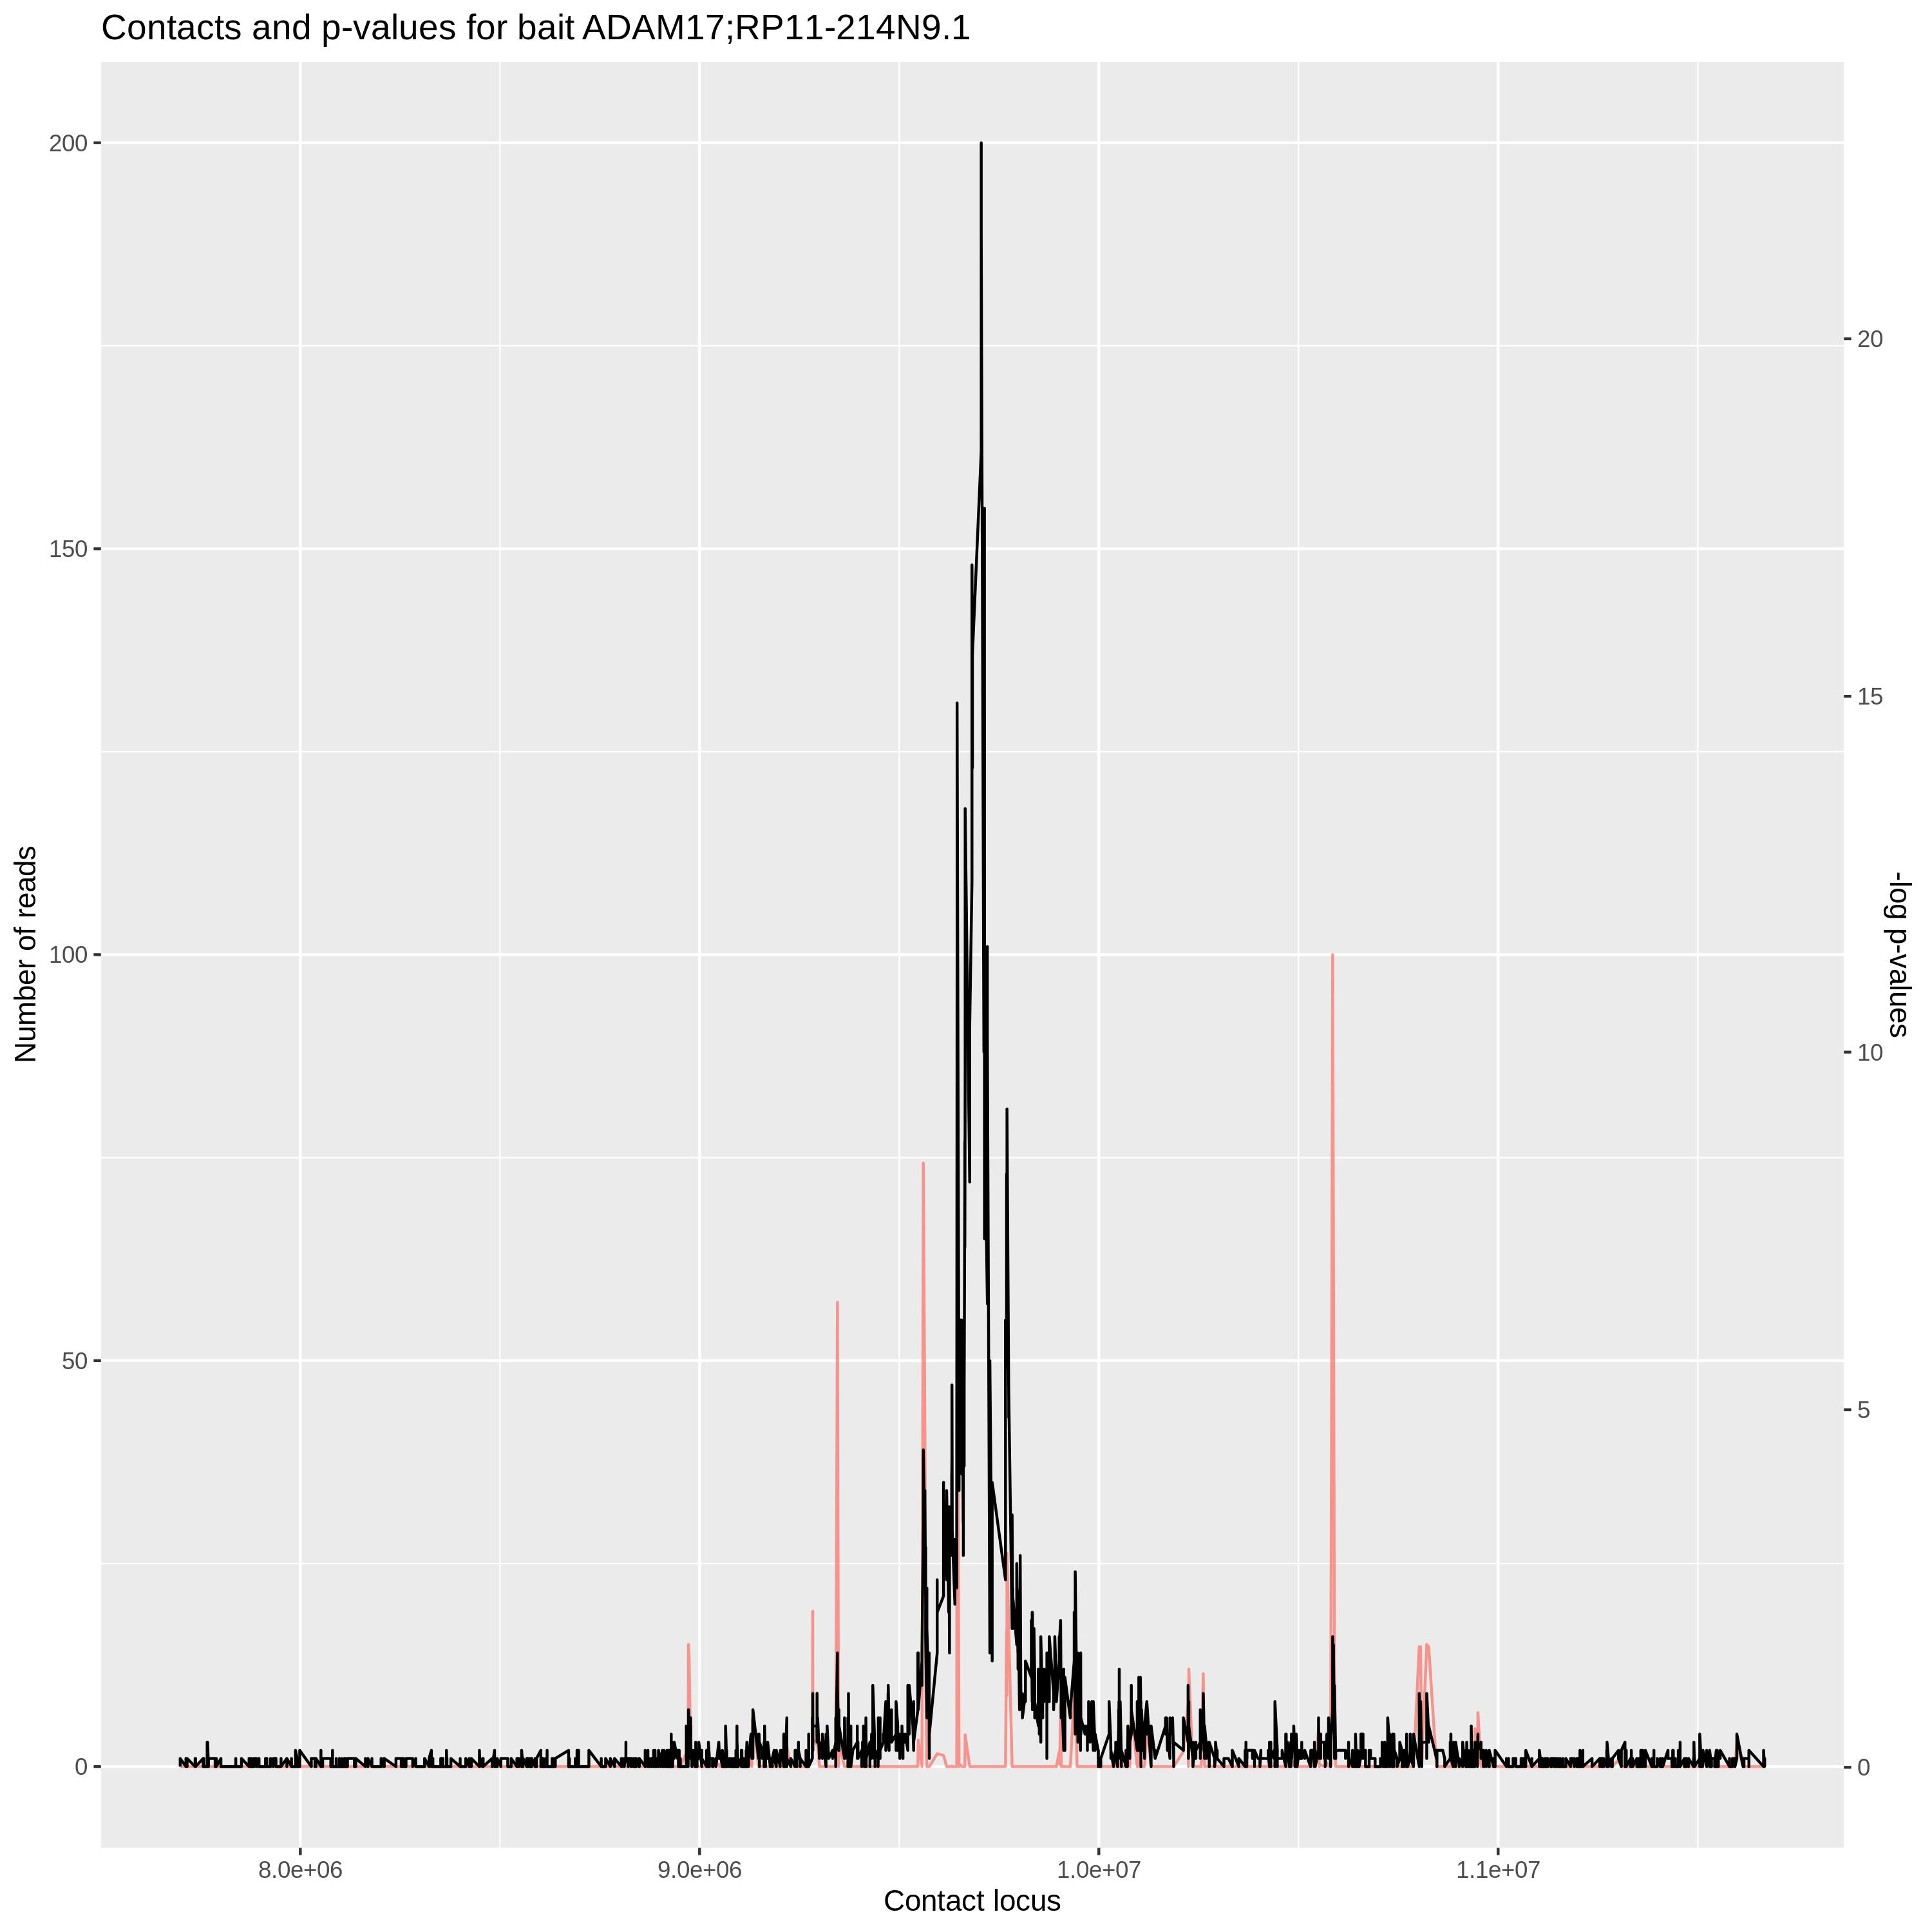 Contacts and p-values for bait ADAM17;RP11-214N9.1
200
150
100
50
0
Number of reads
20
15
10
5
0
-log p-values
8.0e+06
9.0e+06
1.0e+07
1.1e+07
Contact locus